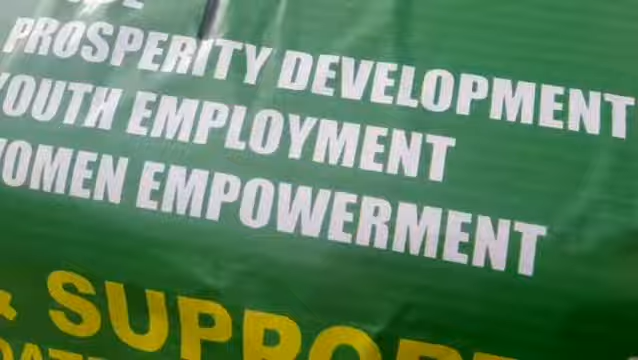 PROSPERITY DEVELOPMENT
YOUTH EMPLOYMENT
WOMEN EMPOWERMENT
& SUPPORT